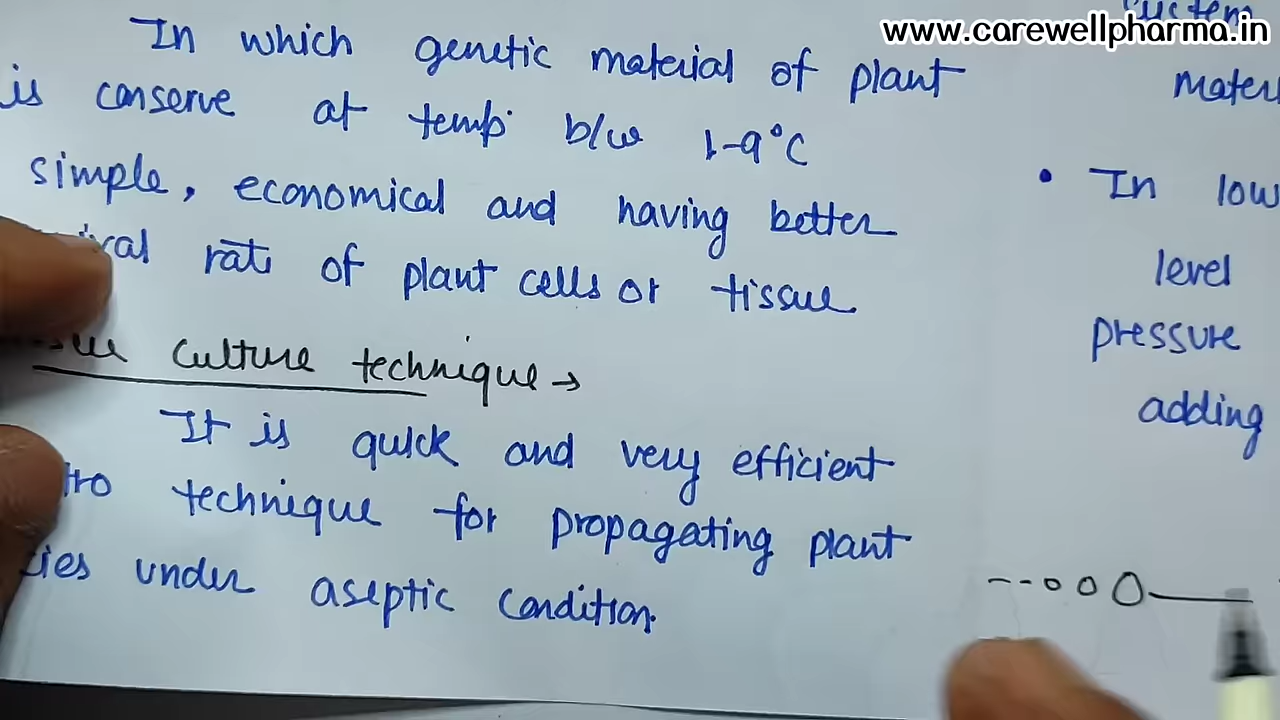 www.carewellpharma.in
In which genetic material of plant
is conserve at temp. b/w 1-9°C
simple, economical and having better
rate of plant cells or tissue.
culture technique →
It is quick and very efficient
technique for propagating plant
under aseptic condition.
• In low
level
pressure
adding